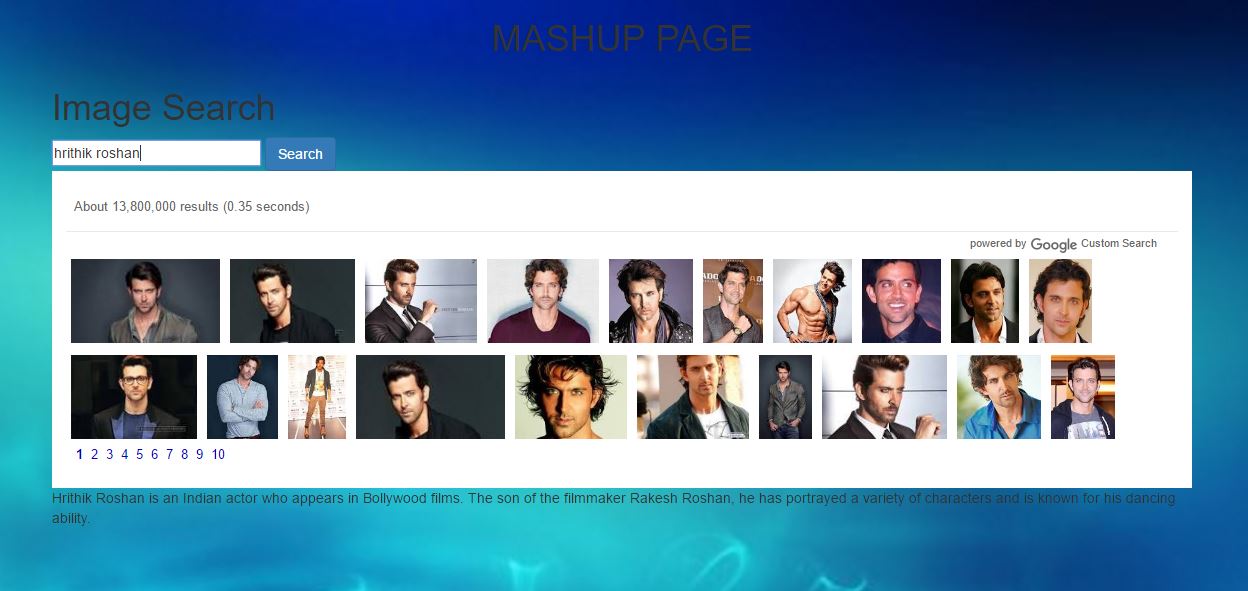 MASHUP PAGE
Image Search
hrithik roshan
Search
About 13,800,000 results (0.35 seconds)
powered by Google Custom Search
1 2 3 4 5 6 7 8 9 10
Hrithik Roshan is an Indian actor who appears in Bollywood films. The son of the filmmaker Rakesh Roshan, he has portrayed a variety of characters and is known for his dancing
ability.